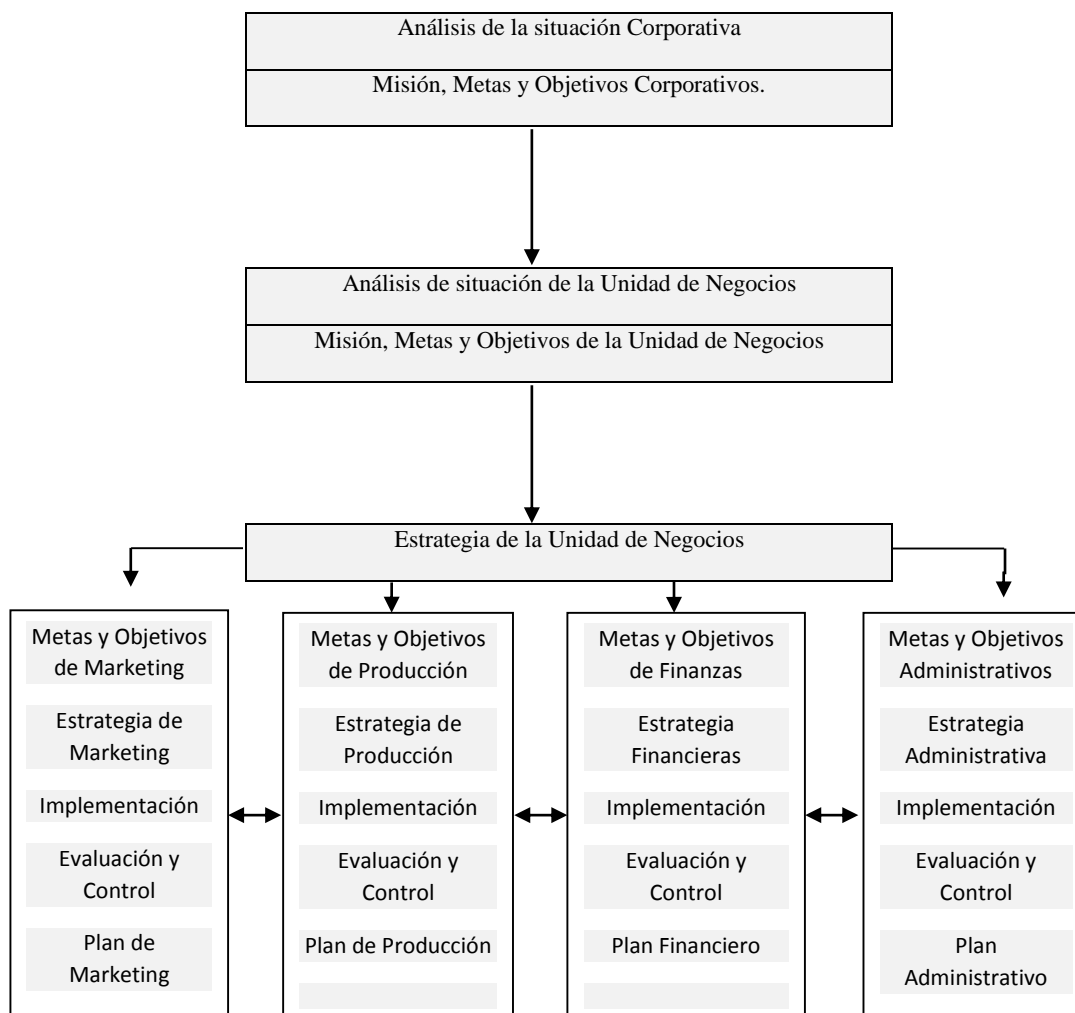 Análisis de la situación Corporativa
Misión, Metas y Objetivos Corporativos.
Análisis de situación de la Unidad de Negocios
Misión, Metas y Objetivos de la Unidad de Negocios
Estrategia de la Unidad de Negocios
Metas y Objetivos
de Marketing
Estrategia de
Marketing
Implementación
Evaluación y
Control
Plan de
Marketing
Metas y Objetivos
de Producción
Estrategia de
Producción
Implementación
Evaluación y
Control
Plan de Producción
Metas y Objetivos
de Finanzas
Estrategia
Financieras
Implementación
Evaluación y
Control
Plan Financiero
Metas y Objetivos
Administrativos
Estrategia
Administrativa
Implementación
Evaluación y
Control
Plan
Administrativo